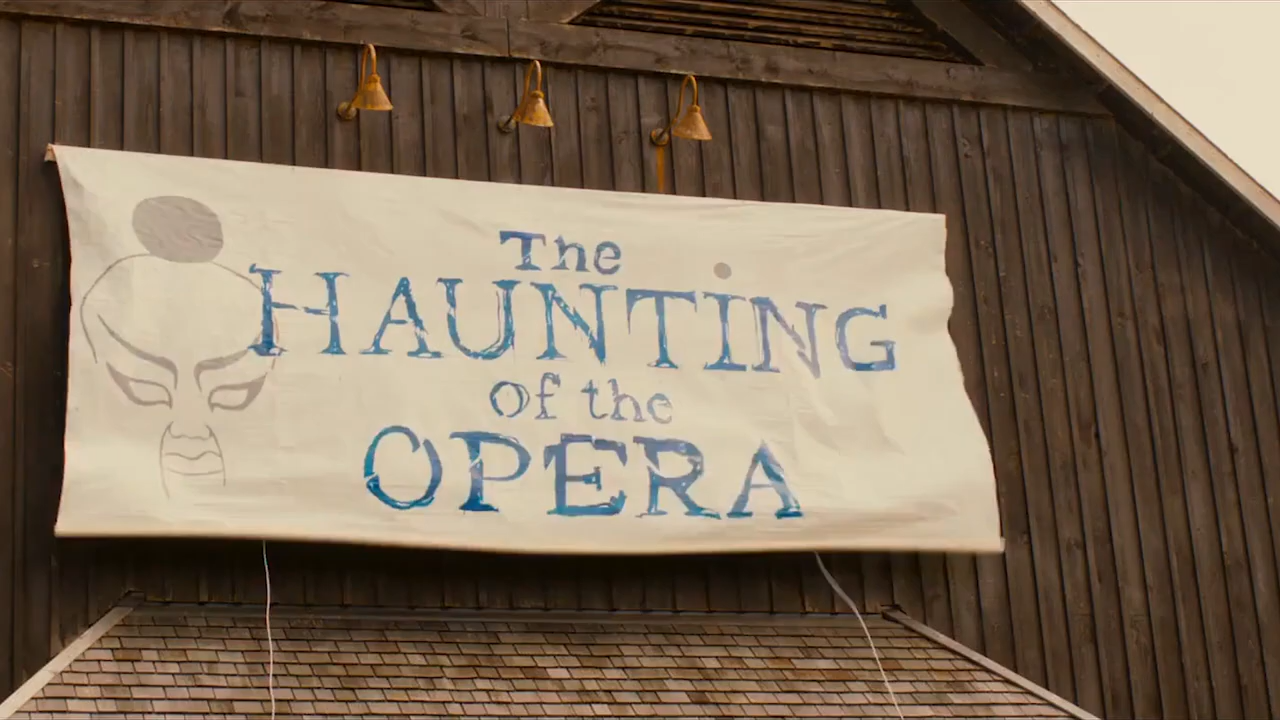 The
HAUNTING
of the
OPERA